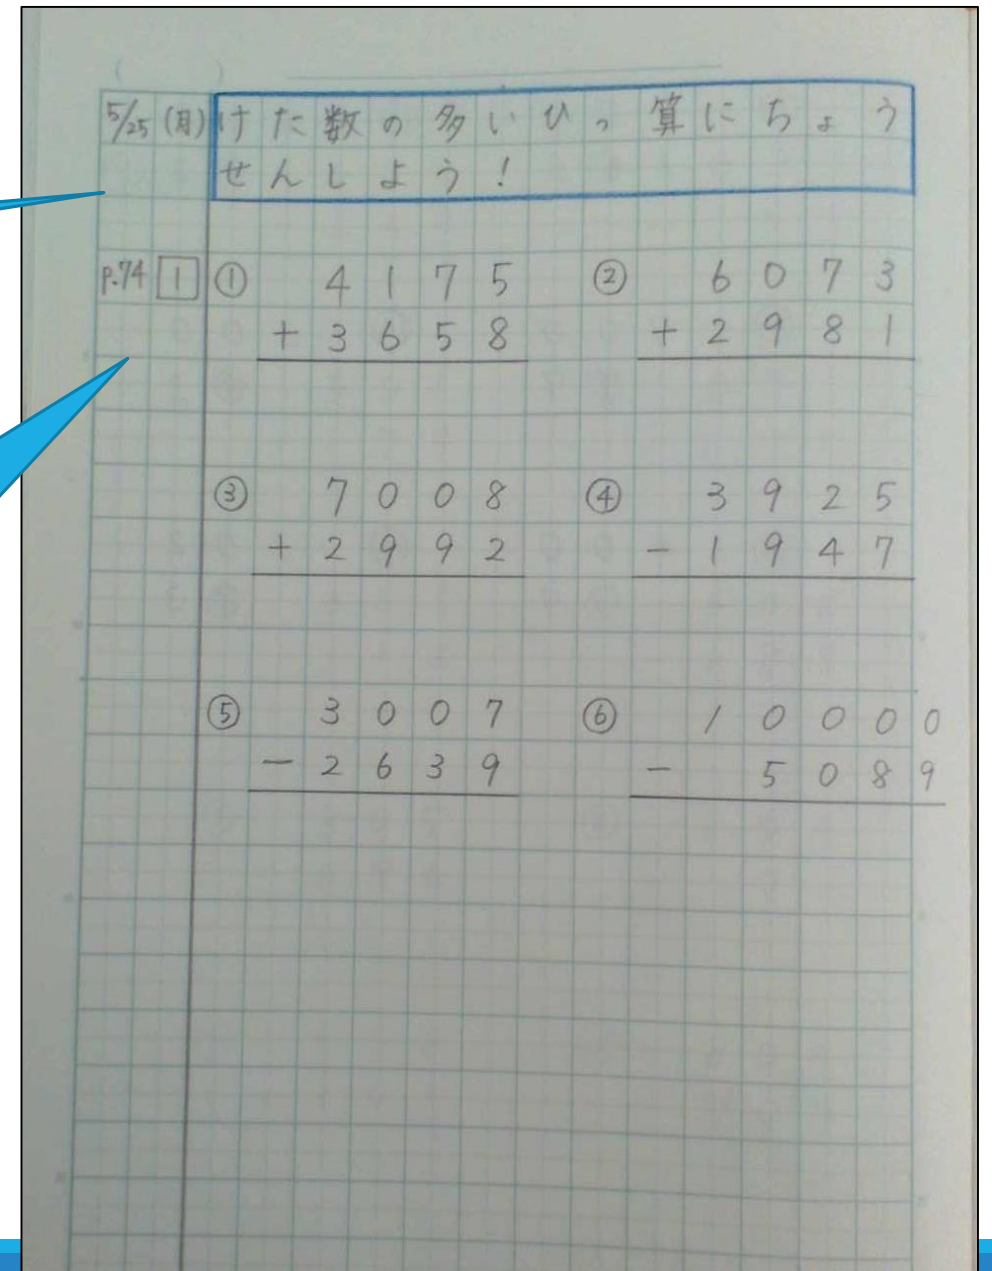 5/25 (月) けた数の多いひっ算にちょう
せんしよう！
P.74 1 ① 4175 ② 6073
+3658 +2981
③ 7008 ④ 3925
+2992 -1947
⑤ 3007 ⑥ 10000
-2639 -5089